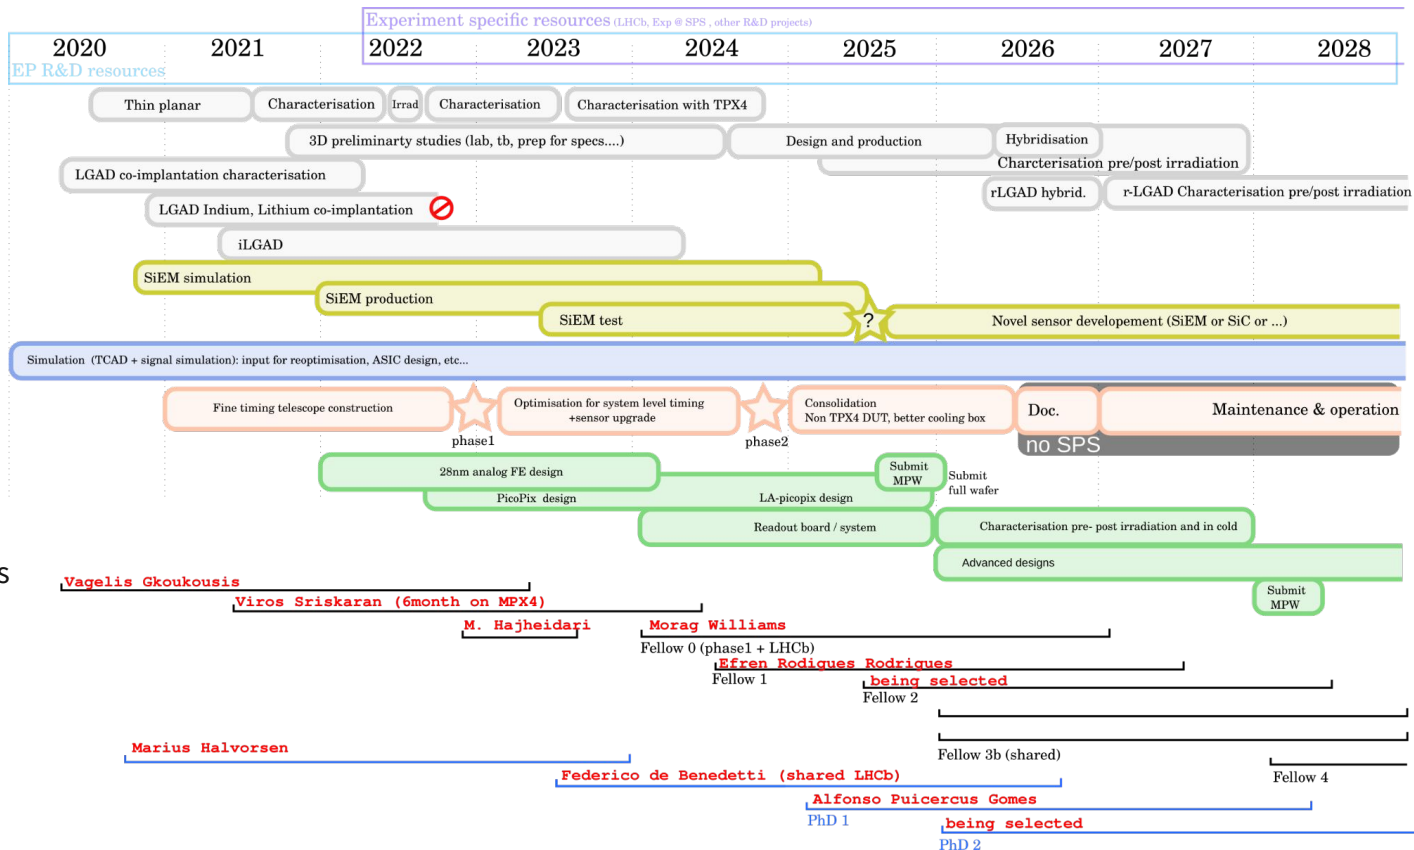 Experiment specific resources (LHCb, Exp @ SPS , other R&D projects)
2020 2021 2022 2023 2024 2025 2026 2027 2028
EP R&D resources
Thin planar
Characterisation
Irrad
Characterisation
Characterisation with TPX4
3D preliminarty studies (lab, tb, prep for specs....)
Design and production
Hybridisation
Charcterisation pre/post irradiation
LGAD co-implantation characterisation
rLGAD hybrid.
r-LGAD Characterisation pre/post irradiation
LGAD Indium, Lithium co-implantation
iLGAD
SiEM simulation
SiEM production
SiEM test
?
Novel sensor developement (SiEM or SiC or ...)
Simulation (TCAD + signal simulation): input for reoptimisation, ASIC design, etc...
Fine timing telescope construction
phase1
Optimisation for system level timing
+sensor upgrade
phase2
Consolidation
Non TPX4 DUT, better cooling box
Doc.
Maintenance & operation
no SPS
28nm analog FE design
Submit
MPW
Submit
full wafer
PicoPix design
LA-picopix design
Readout board / system
Characterisation pre- post irradiation and in cold
Advanced designs
Submit
MPW
s
Vagelis Gkoukousis
Viros Sriskaran (6month on MPX4)
M. Hajheidari
Morag Williams
Fellow 0 (phase1 + LHCb)
Efren Rodigues Rodrigues
Fellow 1
being selected
Fellow 2
Fellow 3b (shared)
Fellow 4
Marius Halvorsen
Federico de Benedetti (shared LHCb)
Alfonso Puicercus Gomes
PhD 1
being selected
PhD 2